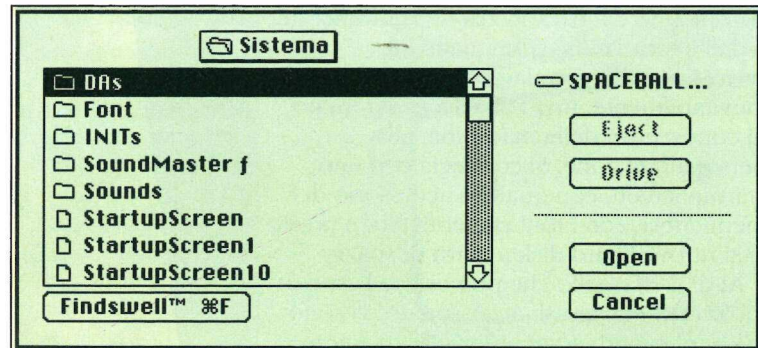 Sistema
DAs
Font
INITs
SoundMaster ƒ
Sounds
StartupScreen
StartupScreen1
StartupScreen10
Findswell™ ⌘F
SPACEBALL...
Eject
Drive
Open
Cancel